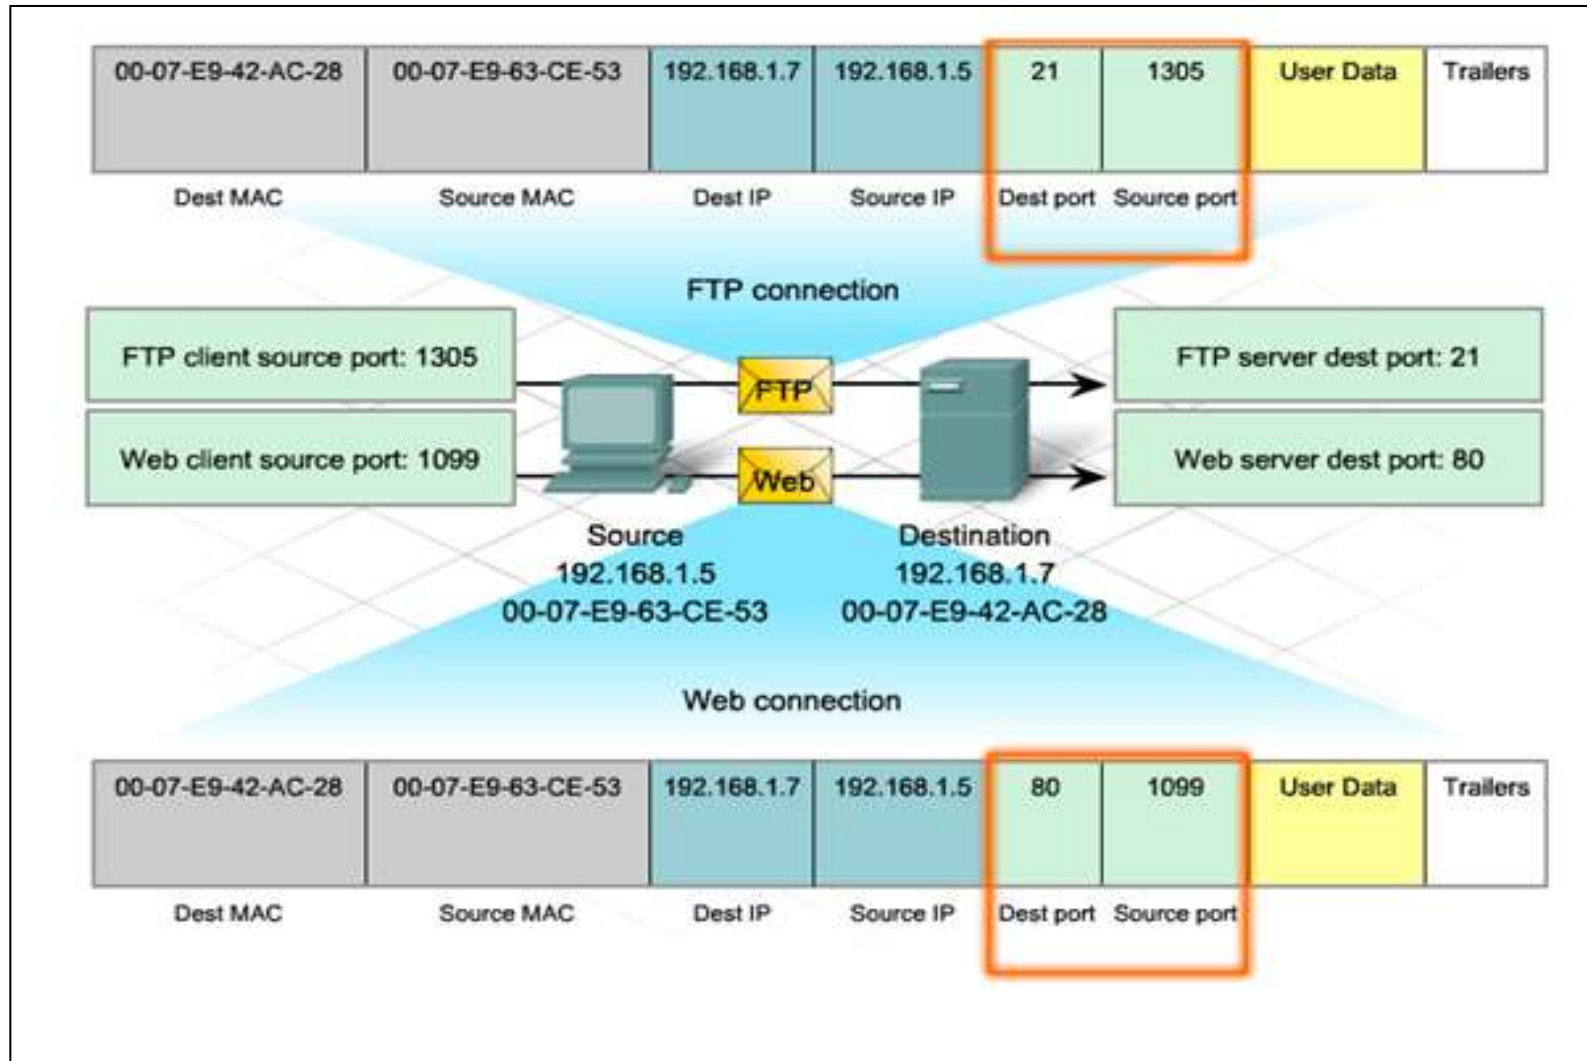 00-07-E9-42-AC-28 00-07-E9-63-CE-53 192.168.1.7 192.168.1.5 21 1305 User Data Trailers
Dest MAC Source MAC Dest IP Source IP Dest port Source port
FTP connection
FTP client source port: 1305
FTP
FTP server dest port: 21
Web client source port: 1099
Web
Web server dest port: 80
Source
192.168.1.5
00-07-E9-63-CE-53
Destination
192.168.1.7
00-07-E9-42-AC-28
Web connection
00-07-E9-42-AC-28 00-07-E9-63-CE-53 192.168.1.7 192.168.1.5 80 1099 User Data Trailers
Dest MAC Source MAC Dest IP Source IP Dest port Source port